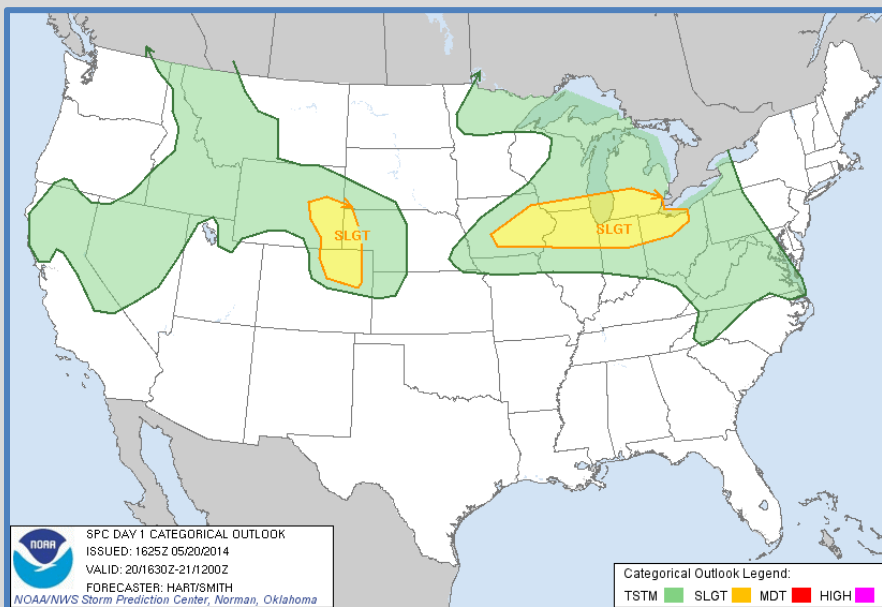 SLGT
SLGT
NOAA
SPC DAY 1 CATEGORICAL OUTLOOK
ISSUED: 1625Z 05/20/2014
VALID: 20/1630Z-21/1200Z
FORECASTER: HART/SMITH
NOAA/NWS Storm Prediction Center, Norman, Oklahoma
Categorical Outlook Legend:
TSTM SLGT MDT HIGH